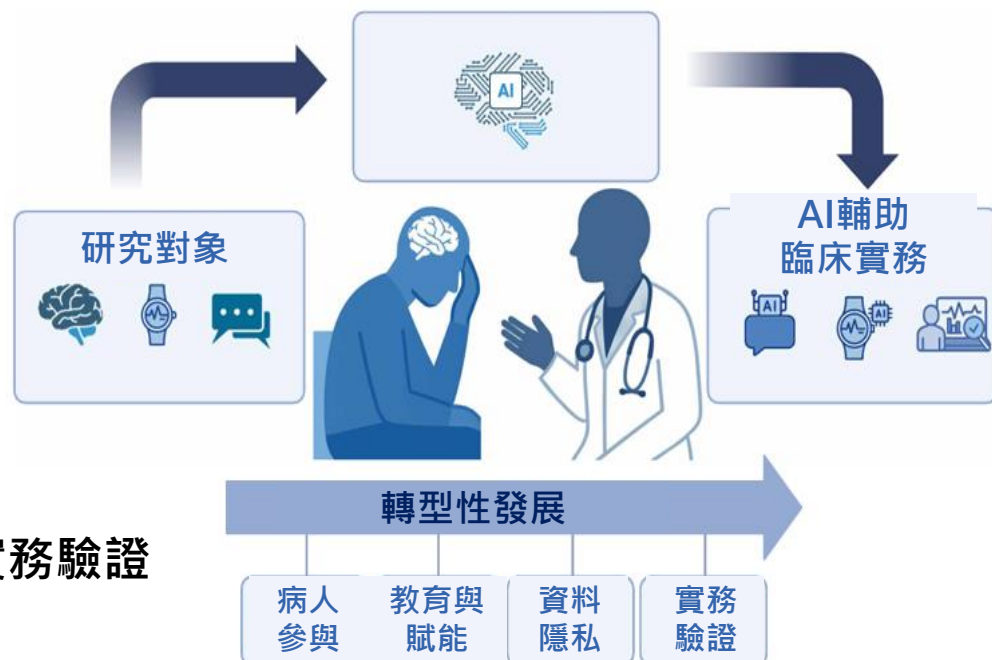 AI
研究對象
AI輔助
臨床實務
AI
AI
轉型性發展
務驗證
病人
參與
教育與
賦能
資料
隱私
實務
驗證